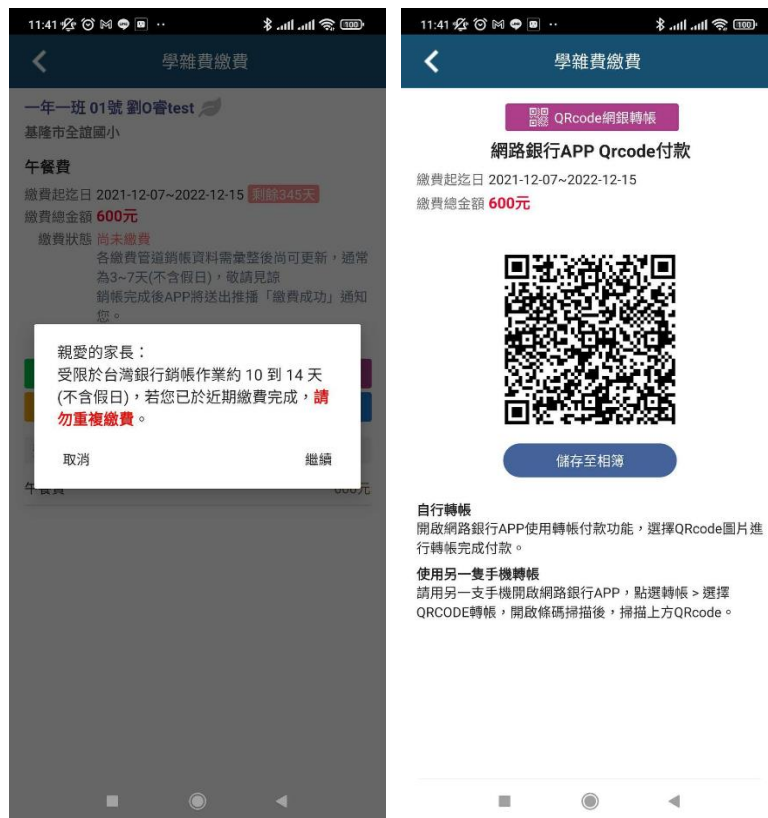 11:41
100
學雜費繳費
一年一班 01號 劉O睿test
基隆市全誼國小
午餐費
繳費起迄日 2021-12-07~2022-12-15 剩餘345天
繳費總金額 600元
繳費狀態 尚未繳費
各繳費管道銷帳資料需彙整後尚可更新，通常
為3~7天(不含假日)，敬請見諒
銷帳完成後APP將送出推播「繳費成功」通知
您。
親愛的家長：
受限於台灣銀行銷帳作業約 10 到 14 天
(不含假日)，若您已於近期繳費完成，請
勿重複繳費。
取消
繼續
午餐費
600元
11:41
100
學雜費繳費
QRcode網銀轉帳
網路銀行APP Qrcode付款
繳費起迄日 2021-12-07~2022-12-15
繳費總金額 600元
儲存至相簿
自行轉帳
開啟網路銀行APP使用轉帳付款功能，選擇QRcode圖片進
行轉帳完成付款。
使用另一隻手機轉帳
請用另一支手機開啟網路銀行APP，點選轉帳 > 選擇
QRCODE轉帳，開啟條碼掃描後，掃描上方QRcode。